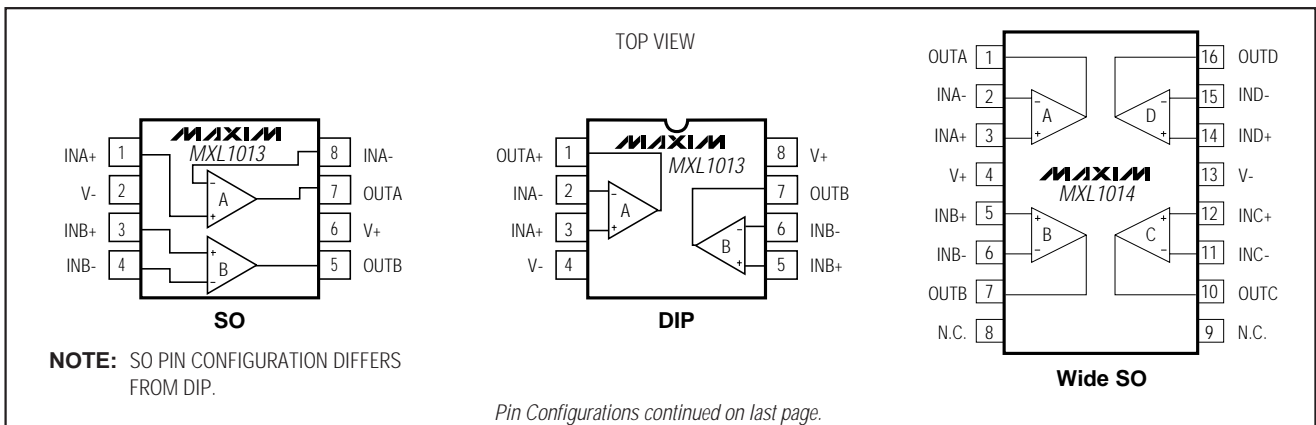 TOP VIEW
MAXIM
MXL1013
INA+ 1
V- 2
INB+ 3
INB- 4
8 INA-
7 OUTA
6 V+
5 OUTB
- A +
+ B -
SO
NOTE: SO PIN CONFIGURATION DIFFERS
FROM DIP.
MAXIM
MXL1013
OUTA+ 1
INA- 2
INA+ 3
V- 4
8 V+
7 OUTB
6 INB-
5 INB+
- A +
- B +
DIP
OUTA 1
INA- 2
INA+ 3
V+ 4
INB+ 5
INB- 6
OUTB 7
N.C. 8
16 OUTD
15 IND-
14 IND+
13 V-
12 INC+
11 INC-
10 OUTC
9 N.C.
- A +
- D +
MAXIM
MXL1014
+ B -
+ C -
Wide SO
Pin Configurations continued on last page.